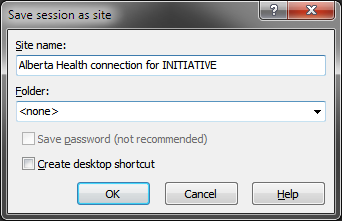 Save session as site
Site name:
Alberta Health connection for INITIATIVE
Folder:
<none>
Save password (not recommended)
Create desktop shortcut
OK Cancel Help